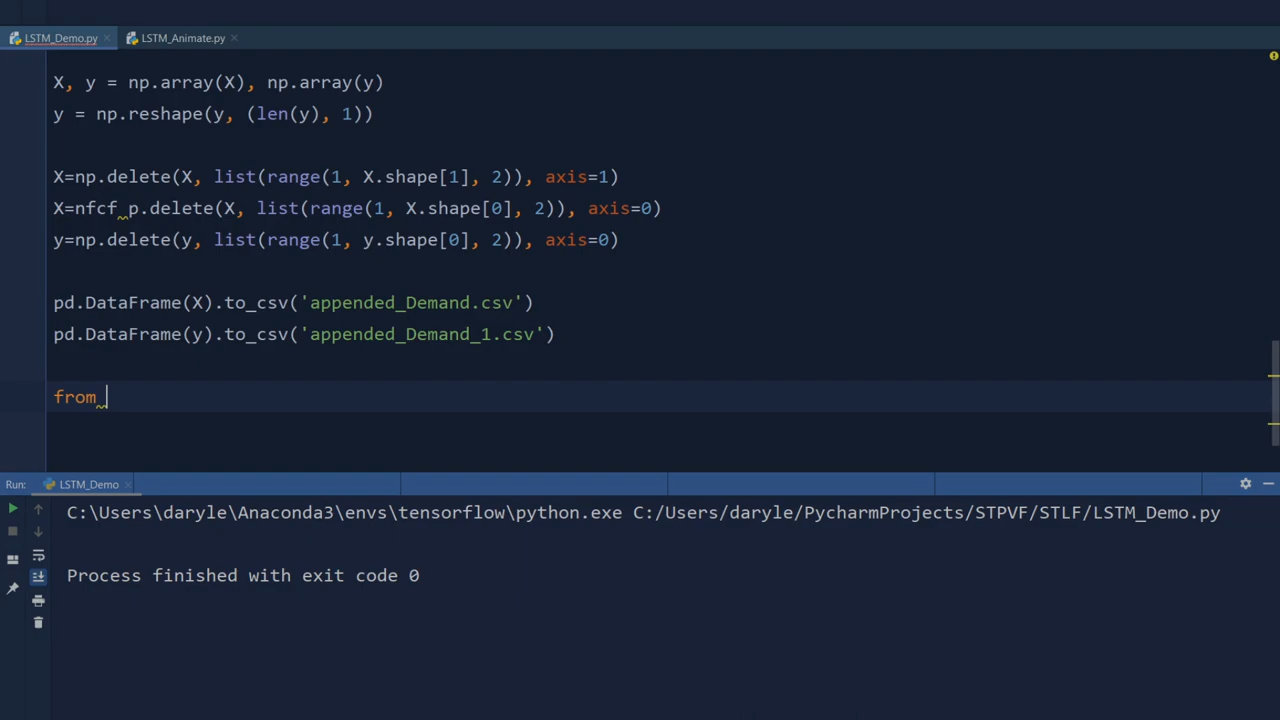 LSTM_Demo.py
LSTM_Animate.py
X, y = np.array(X), np.array(y)
y = np.reshape(y, (len(y), 1))
X=np.delete(X, list(range(1, X.shape[1], 2)), axis=1)
X=nfcf p.delete(X, list(range(1, X.shape[0], 2)), axis=0)
y=np.delete(y, list(range(1, y.shape[0], 2)), axis=0)
pd.DataFrame(X).to_csv('appended_Demand.csv')
pd.DataFrame(y).to_csv('appended_Demand_1.csv')
from
Run: LSTM_Demo
C:\Users\daryle\Anaconda3\envs\tensorflow\python.exe C:/Users/daryle/PycharmProjects/STPVF/STLF/LSTM_Demo.py
Process finished with exit code 0